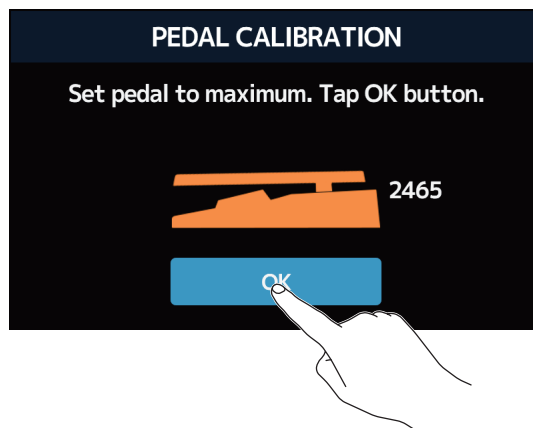 PEDAL CALIBRATION
Set pedal to maximum. Tap OK button.
2465
OK